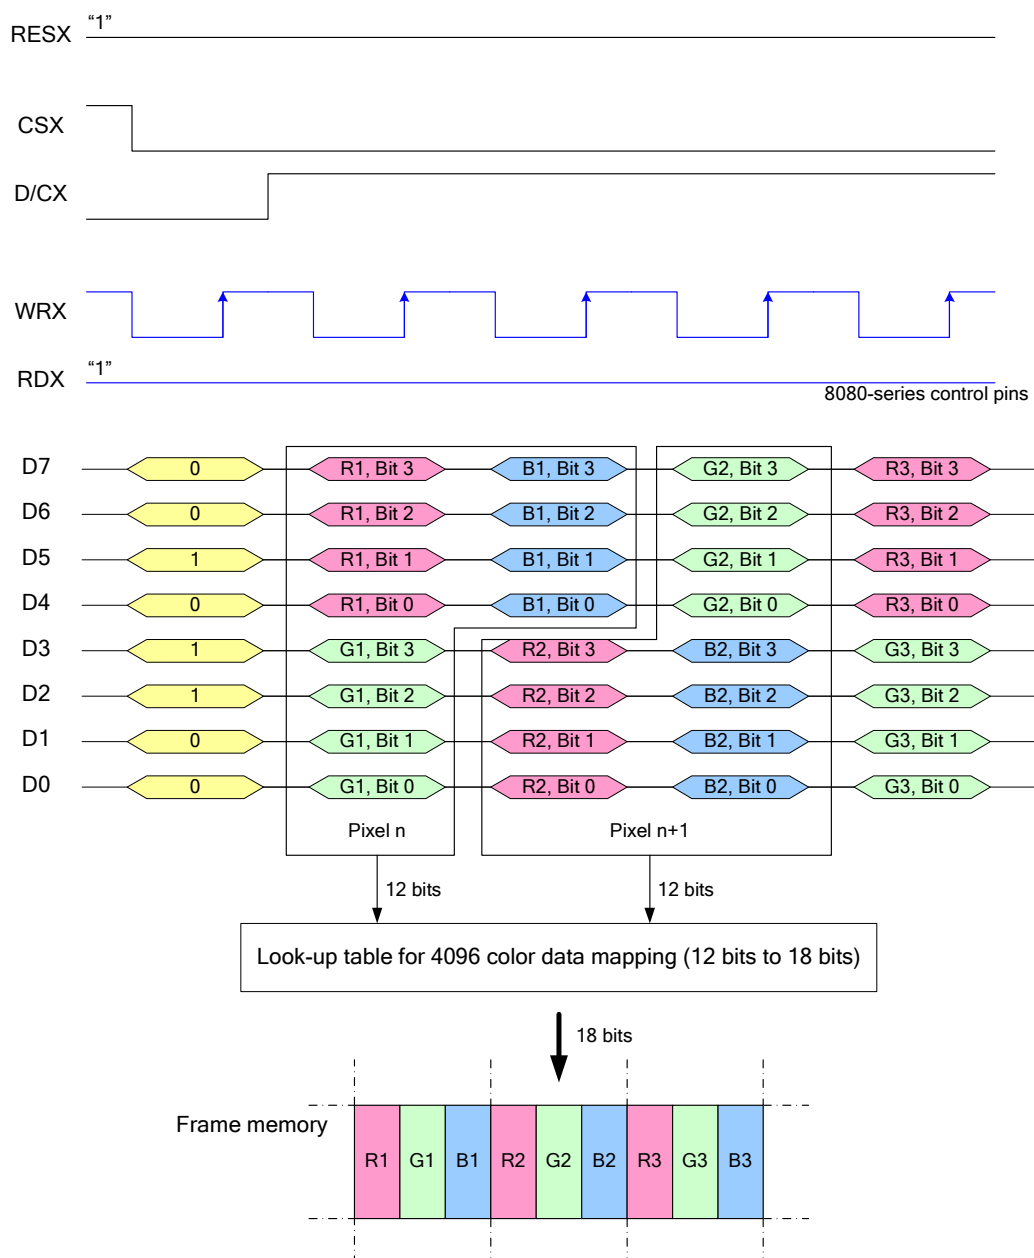 RESX “1”
CSX
D/CX
WRX
RDX “1”
8080-series control pins
D7 0 R1, Bit 3 B1, Bit 3 G2, Bit 3 R3, Bit 3
D6 0 R1, Bit 2 B1, Bit 2 G2, Bit 2 R3, Bit 2
D5 1 R1, Bit 1 B1, Bit 1 G2, Bit 1 R3, Bit 1
D4 0 R1, Bit 0 B1, Bit 0 G2, Bit 0 R3, Bit 0
D3 1 G1, Bit 3 R2, Bit 3 B2, Bit 3 G3, Bit 3
D2 1 G1, Bit 2 R2, Bit 2 B2, Bit 2 G3, Bit 2
D1 0 G1, Bit 1 R2, Bit 1 B2, Bit 1 G3, Bit 1
D0 0 G1, Bit 0 R2, Bit 0 B2, Bit 0 G3, Bit 0
Pixel n Pixel n+1
12 bits 12 bits
Look-up table for 4096 color data mapping (12 bits to 18 bits)
18 bits
Frame memory
R1 G1 B1 R2 G2 B2 R3 G3 B3